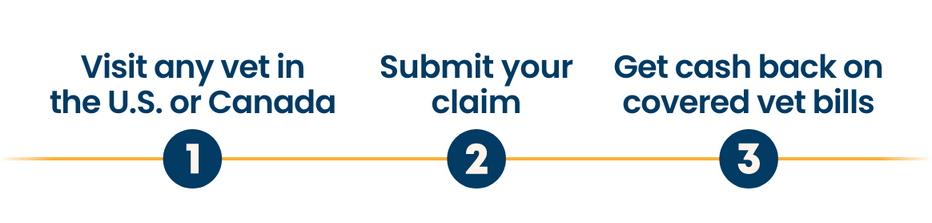 Visit any vet in
the U.S. or Canada
1
Submit your
claim
2
Get cash back on
covered vet bills
3